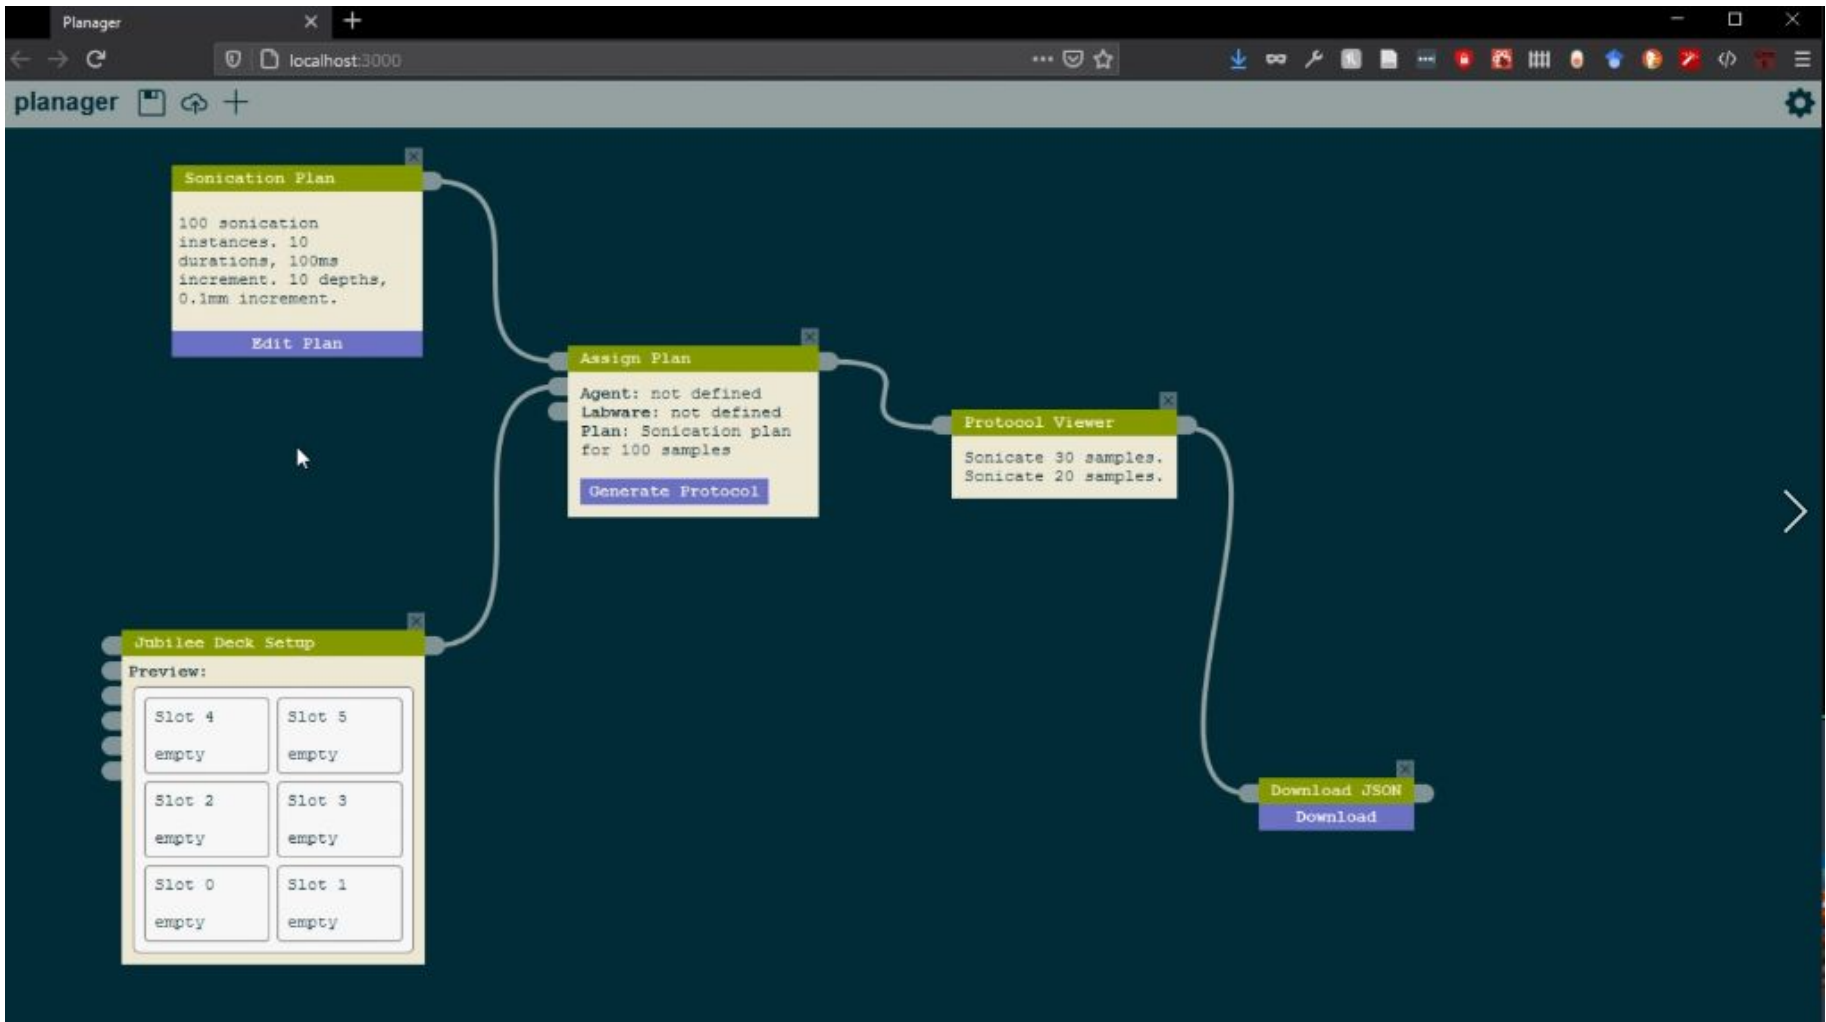 Planager
localhost:3000
planager
Sonication Plan
100 sonication
instances. 10
durations, 100ms
increment. 10 depths,
0.1mm increment.
Edit Plan
Assign Plan
Agent: not defined
Labware: not defined
Plan: Sonication plan
for 100 samples
Generate Protocol
Protocol Viewer
Sonicate 30 samples.
Sonicate 20 samples.
Jubilee Deck Setup
Preview:
Slot 4
Slot 5
empty
empty
Slot 2
Slot 3
empty
empty
Slot 0
Slot 1
empty
empty
Download JSON
Download